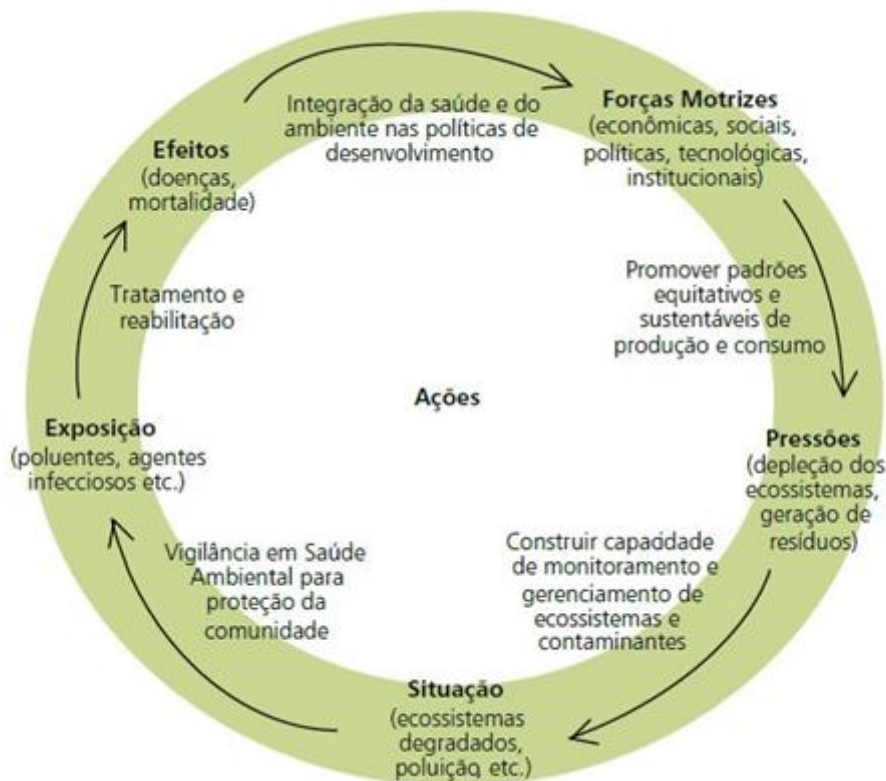 Integração da saúde e do
ambiente nas políticas de
desenvolvimento
Forças Motrizes
(econômicas, sociais,
políticas, tecnológicas,
institucionais)
Promover padrões
equitativos e
sustentáveis de
produção e consumo
Pressões
(depleção dos
ecossistemas,
geração de
resíduos)
Construir capacidade
de monitoramento e
gerenciamento de
ecossistemas e
contaminantes
Situação
(ecossistemas
degradados,
poluição etc.)
Vigilância em Saúde
Ambiental para
proteção da
comunidade
Exposição
(poluentes, agentes
infecciosos etc.)
Tratamento e
reabilitação
Efeitos
(doenças,
mortalidade)
Ações